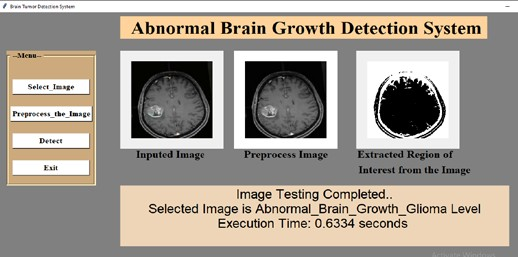 Brain Tumor Detection System
Abnormal Brain Growth Detection System
--Menu--
Select_Image
Preprocess_the_Image
Detect
Exit
Inputed Image
Preprocess Image
Extracted Region of
Interest from the Image
Image Testing Completed..
Selected Image is Abnormal_Brain_Growth_Glioma Level
Execution Time: 0.6334 seconds